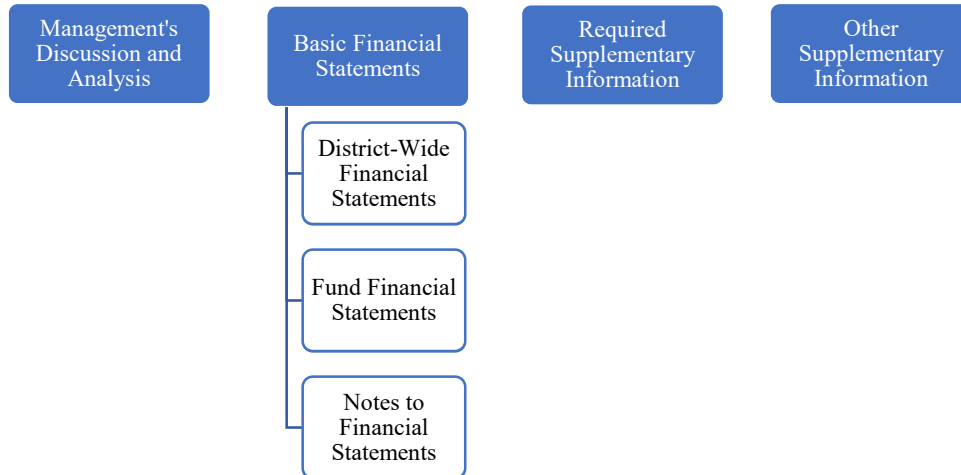 Management's
Discussion and
Analysis
Basic Financial
Statements
Required
Supplementary
Information
Other
Supplementary
Information
District-Wide
Financial
Statements
Fund Financial
Statements
Notes to
Financial
Statements